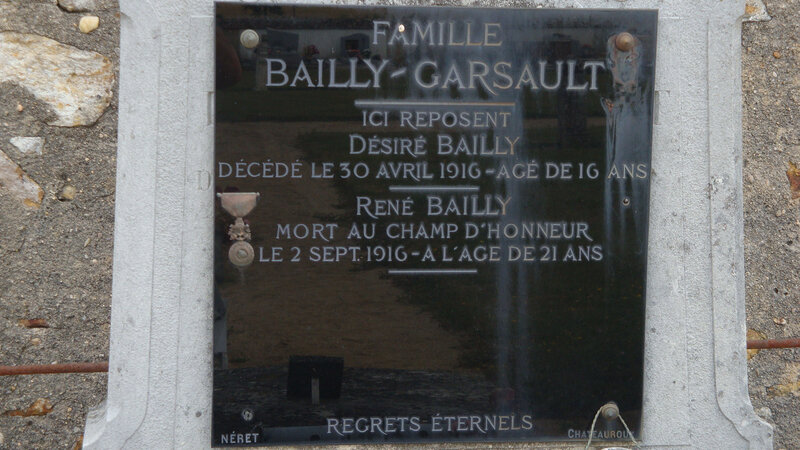 FAMILLE
BAILLY-GARSAULT
ICI REPOSENT
DÉSIRÉ BAILLY
DÉCÉDÉ LE 30 AVRIL 1916-AGÉ DE 16 ANS
RENÉ BAILLY
MORT AU CHAMP D'HONNEUR
LE 2 SEPT. 1916-A L'AGE DE 21 ANS
REGRETS ÉTERNELS
NÉRET
CHATEAUROUX